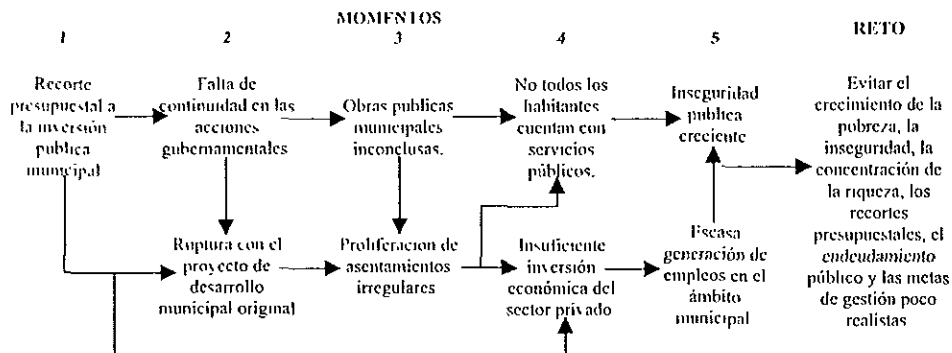 MOMENTOS
1
2
3
4
5
RETO
Recorte
presupuestal a
la inversión
publica
municipal
Falta de
continuidad en las
acciones
gubernamentales
Obras publicas
municipales
inconclusas.
No todos los
habitantes
cuentan con
servicios
públicos.
Inseguridad
publica
creciente
Evitar el
crecimiento de la
pobreza, la
inseguridad, la
concentración de
la riqueza, los
recortes
presupuestales, el
endeudamiento
público y las metas
de gestión poco
realistas
Ruptura con el
proyecto de
desarrollo
municipal original
Proliferacion de
asentamientos
irregulares
Insuficiente
inversión
económica del
sector privado
Escasa
generación de
empleos en el
ámbito
municipal